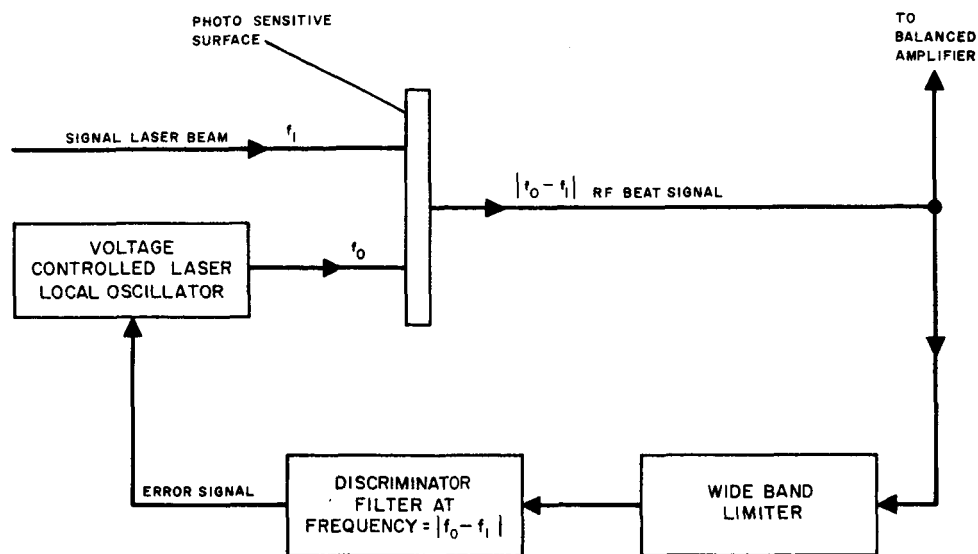 PHOTO SENSITIVE
SURFACE
TO
BALANCED
AMPLIFIER
SIGNAL LASER BEAM
f₁
|f₀ − f₁| RF BEAT SIGNAL
VOLTAGE
CONTROLLED LASER
LOCAL OSCILLATOR
f₀
ERROR SIGNAL
DISCRIMINATOR
FILTER AT
FREQUENCY = |f₀ − f₁|
WIDE BAND
LIMITER